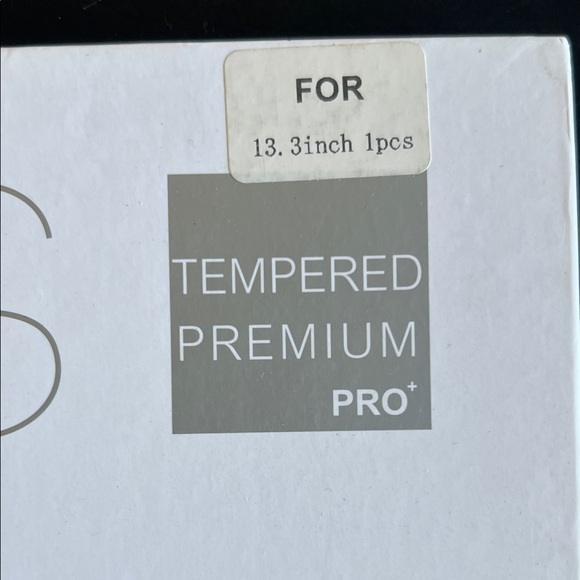 FOR
13.3inch 1pcs
TEMPERED
PREMIUM
PRO+